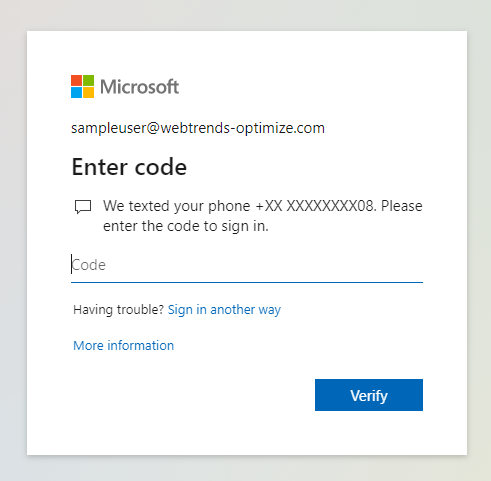 Microsoft
sampleuser@webtrends-optimize.com
Enter code
We texted your phone +XX XXXXXXXX08. Please
enter the code to sign in.
Code
Having trouble? Sign in another way
More information
Verify